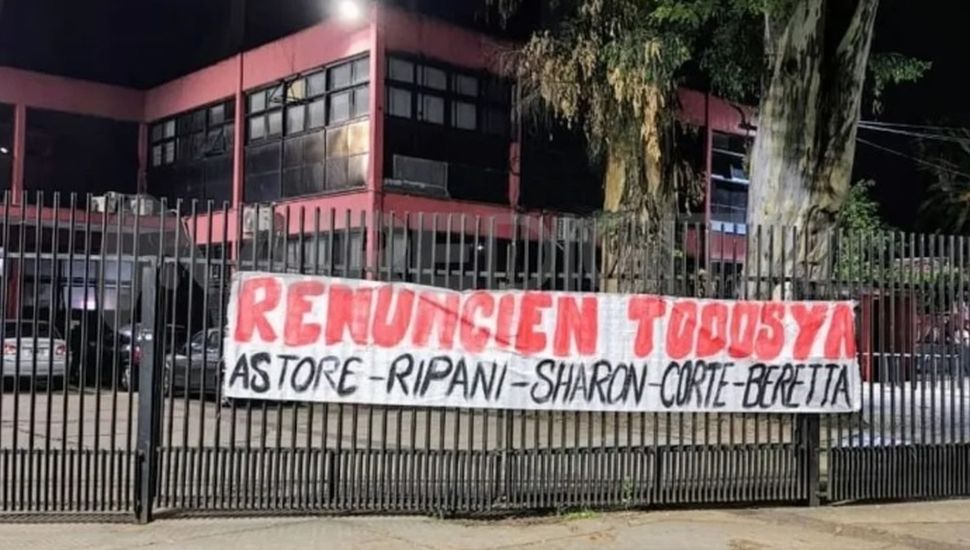 RENUNCIEN TODOS YA
ASTORE-RIPANI-SHARON-CORTE-BERETTA